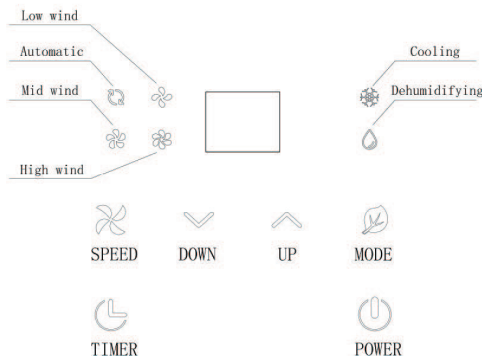 Low wind
Automatic
Cooling
Mid wind
Dehumidifying
High wind
SPEED DOWN UP MODE
TIMER POWER